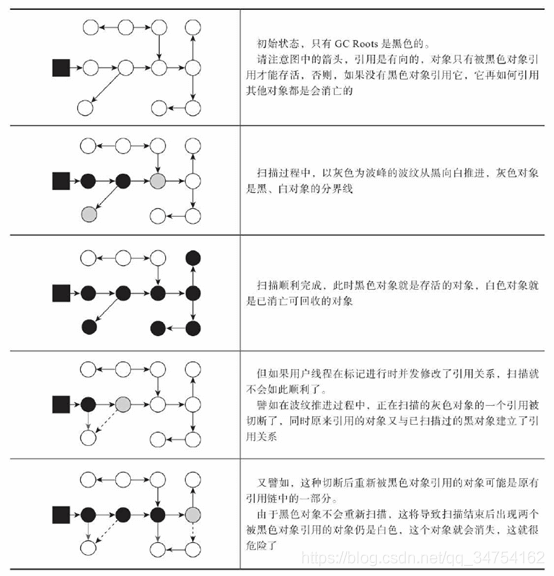 初始状态，只有 GC Roots 是黑色的。
请注意图中的箭头，引用是有向的，对象只有被黑色对象引
用才能存活，否则，如果没有黑色对象引用它，它再如何引用
其他对象都是会消亡的
扫描过程中，以灰色为波峰的波纹从黑向白推进，灰色对象
是黑、白对象的分界线
扫描顺利完成，此时黑色对象就是存活的对象，白色对象就
是已消亡可回收的对象
但如果用户线程在标记进行时并发修改了引用关系，扫描就
不会如此顺利了。
譬如在波纹推进过程中，正在扫描的灰色对象的一个引用被
切断了，同时原来引用的对象又与已扫描过的黑对象建立了引
用关系
又譬如，这种切断后重新被黑色对象引用的对象可能是原有
引用链中的一部分。
由于黑色对象不会重新扫描，这将导致扫描结束后出现两个
被黑色对象引用的对象仍是白色，这个对象就会消失，这就很
危险了
https://blog.csdn.net/qq_34754162